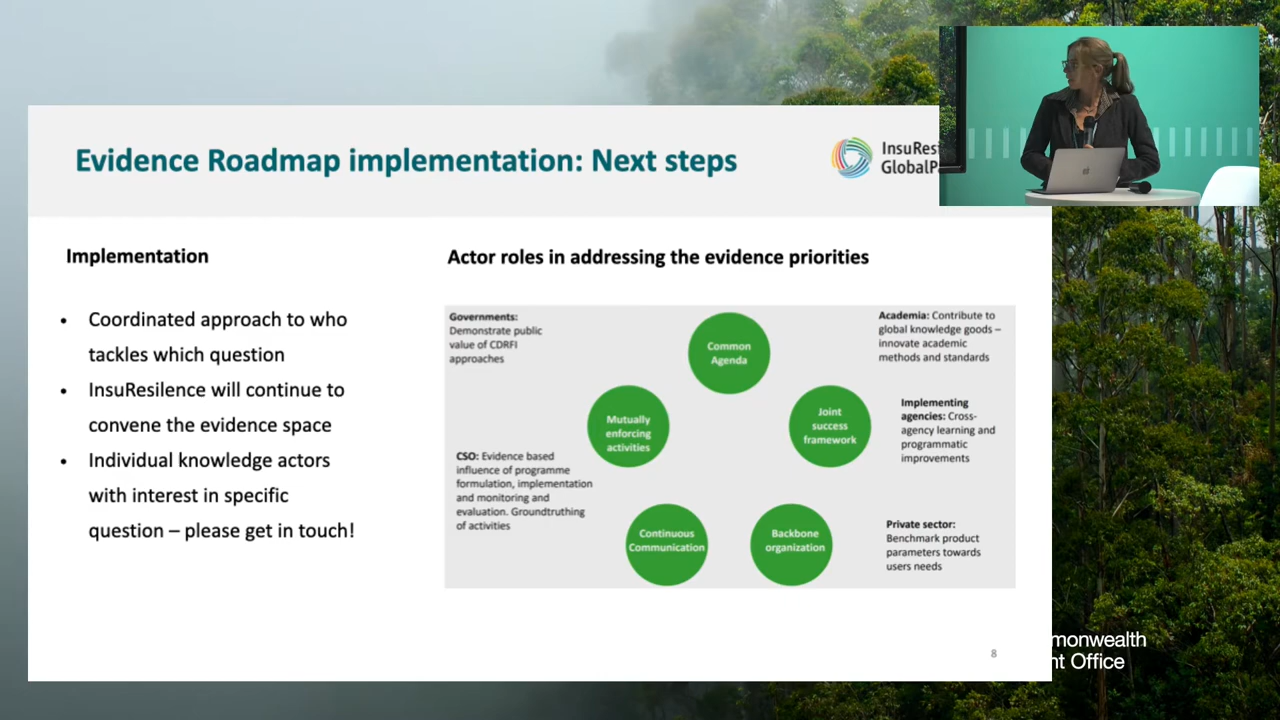 Evidence Roadmap implementation: Next steps
InsuRes
GlobalP
Implementation
• Coordinated approach to who
tackles which question
• InsuResilence will continue to
convene the evidence space
• Individual knowledge actors
with interest in specific
question – please get in touch!
Actor roles in addressing the evidence priorities
Governments:
Demonstrate public
value of CDRFI
approaches
Common
Agenda
Academia: Contribute to
global knowledge goods –
innovate academic
methods and standards
Mutually
enforcing
activities
Joint
success
framework
Implementing
agencies: Cross-
agency learning and
programmatic
improvements
CSO: Evidence based
influence of programme
formulation, implementation
and monitoring and
evaluation. Groundtruthing
of activities
Continuous
Communication
Backbone
organization
Private sector:
Benchmark product
parameters towards
users needs
8
monwealth
nt Office